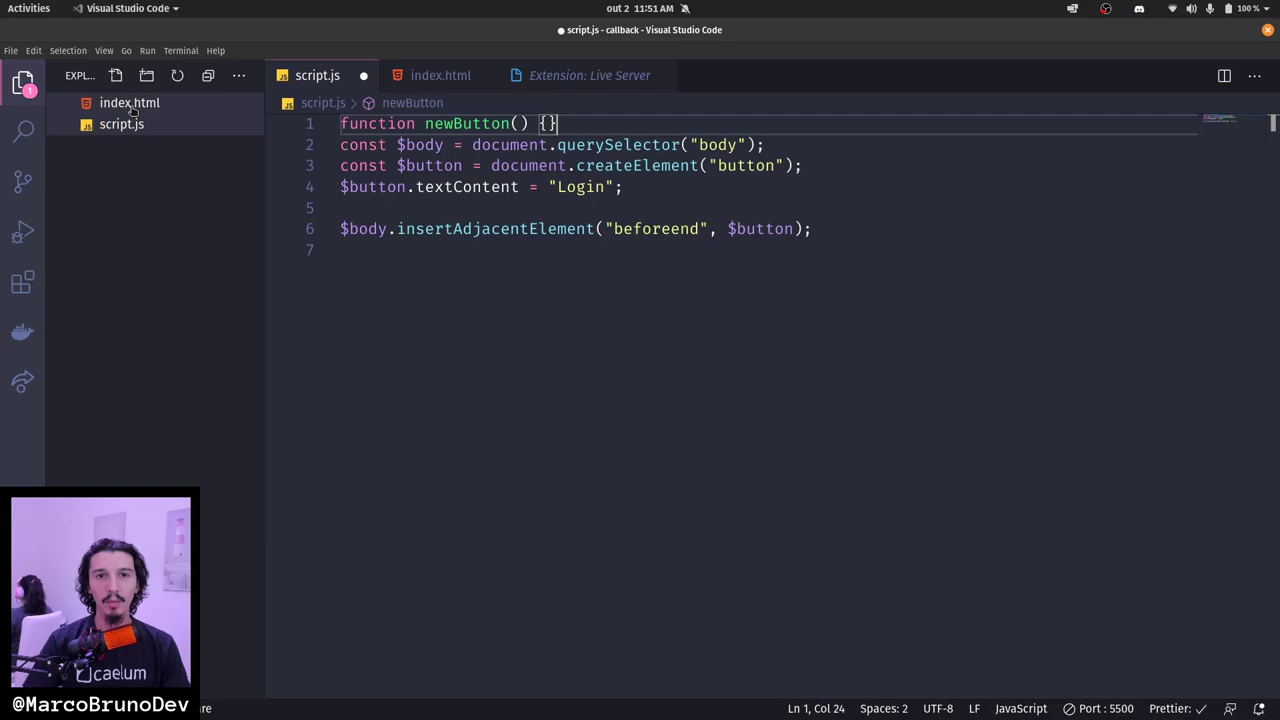 Activities
Visual Studio Code
out 2 11:51 AM
100 %
script.js - callback - Visual Studio Code
File Edit Selection View Go Run Terminal Help
EXPL...
script.js
index.html
Extension: Live Server
1
index.html
script.js
script.js > newButton
1 function newButton() {}
2 const $body = document.querySelector("body");
3 const $button = document.createElement("button");
4 $button.textContent = "Login";
5
6 $body.insertAdjacentElement("beforeend", $button);
7
caelum
@MarcoBrunoDev
are
Ln 1, Col 24
Spaces: 2
UTF-8
LF
JavaScript
Port : 5500
Prettier: